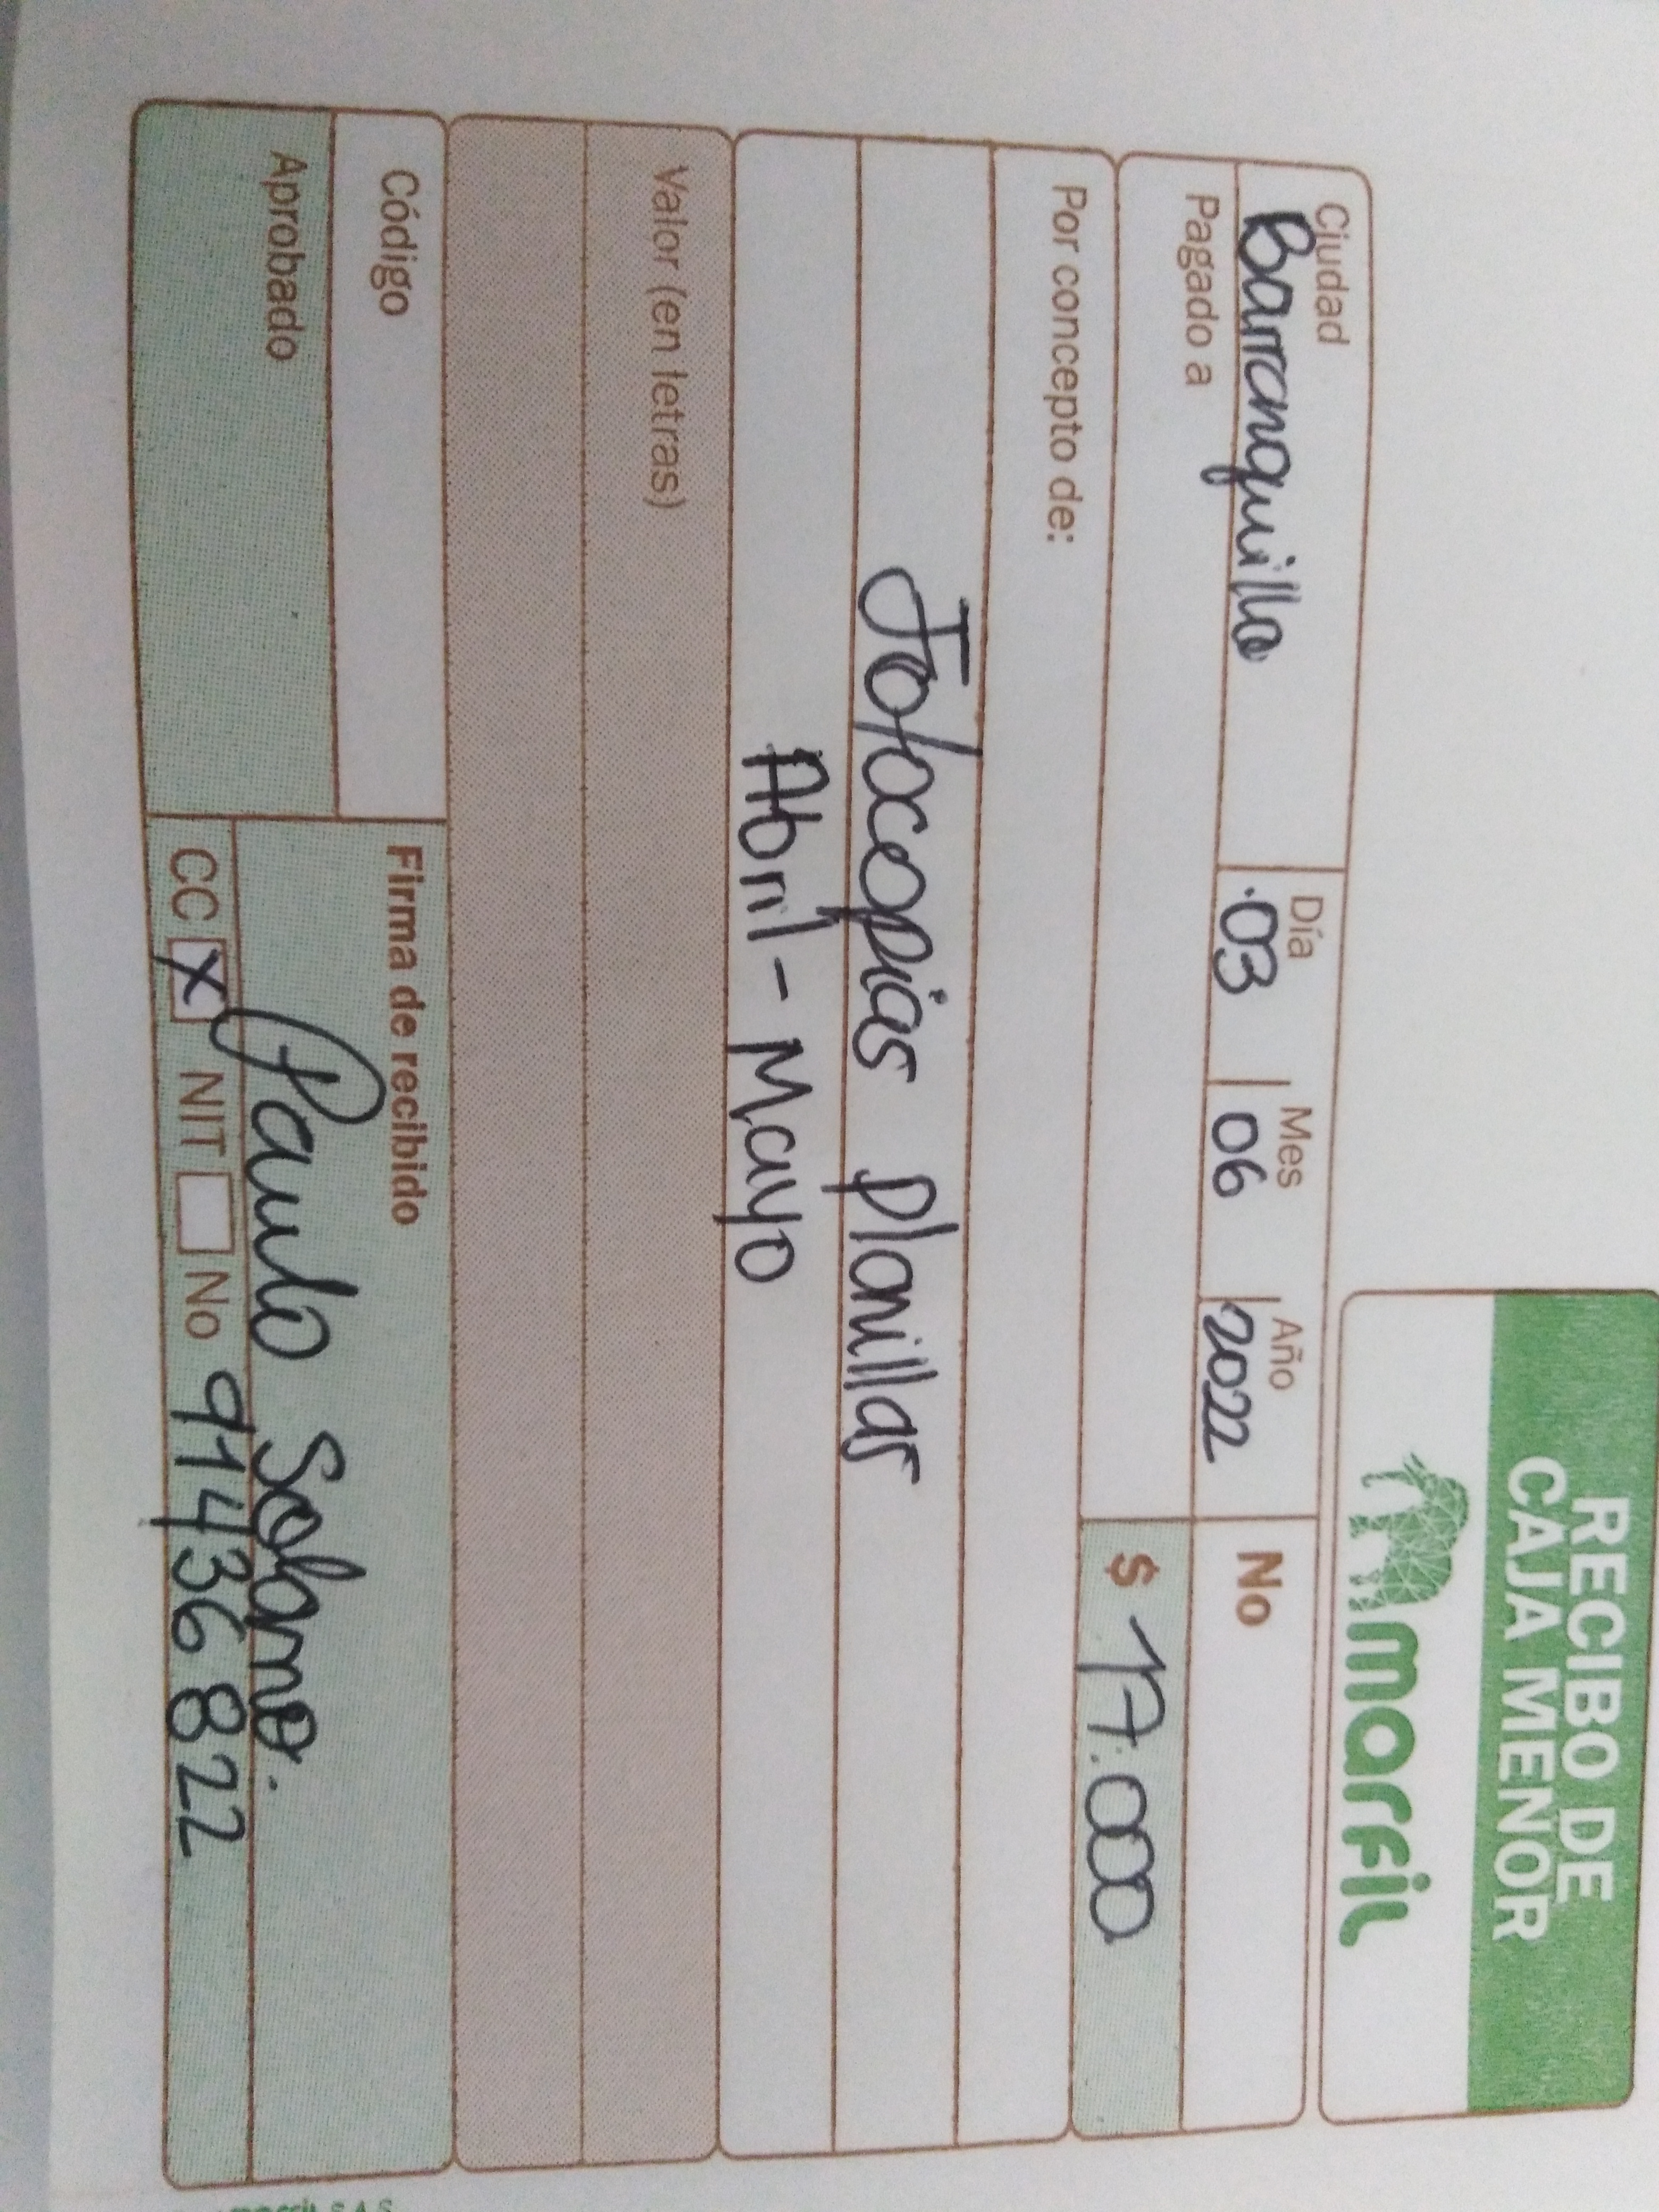 RECIBO DE
CAJA MENOR
marfil
Ciudad Día Mes Año No
Barranquilla 03 06 2022
Pagado a $ 17.000
Por concepto de:
Fotocopias planillas
Abril - Mayo
Valor (en letras)
Código
Aprobado
Firma de recibido
Paulo Solano.
CC X NIT No 911436822